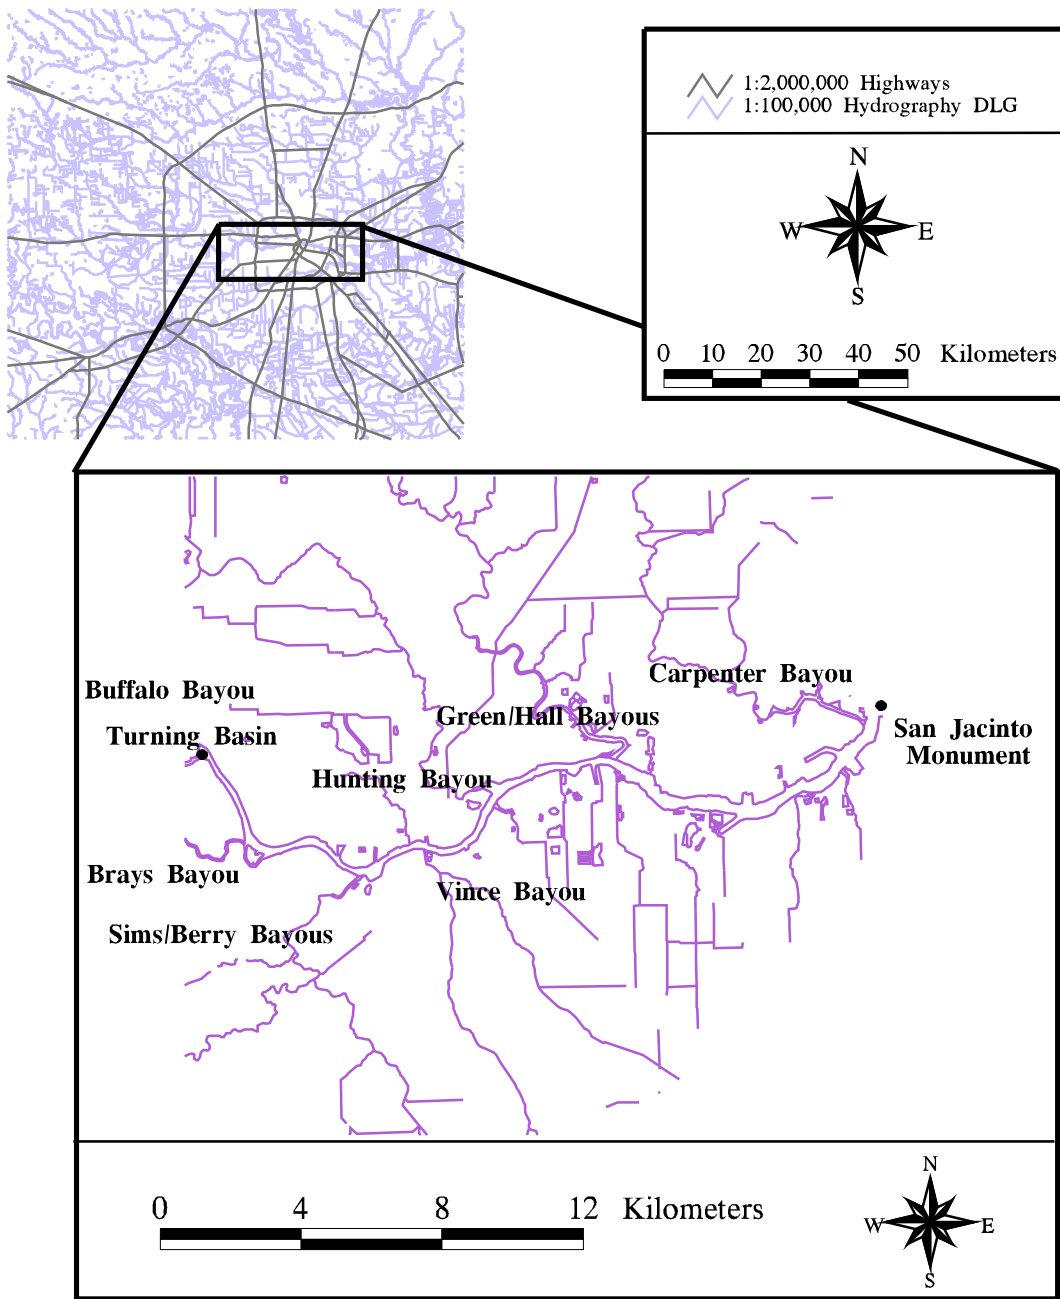 1:2,000,000 Highways
1:100,000 Hydrography DLG
N
W E
S
0 10 20 30 40 50 Kilometers
Carpenter Bayou
Buffalo Bayou
Green/Hall Bayous
San Jacinto
Monument
Turning Basin
Hunting Bayou
Brays Bayou
Vince Bayou
Sims/Berry Bayous
0 4 8 12 Kilometers
N
W E
S